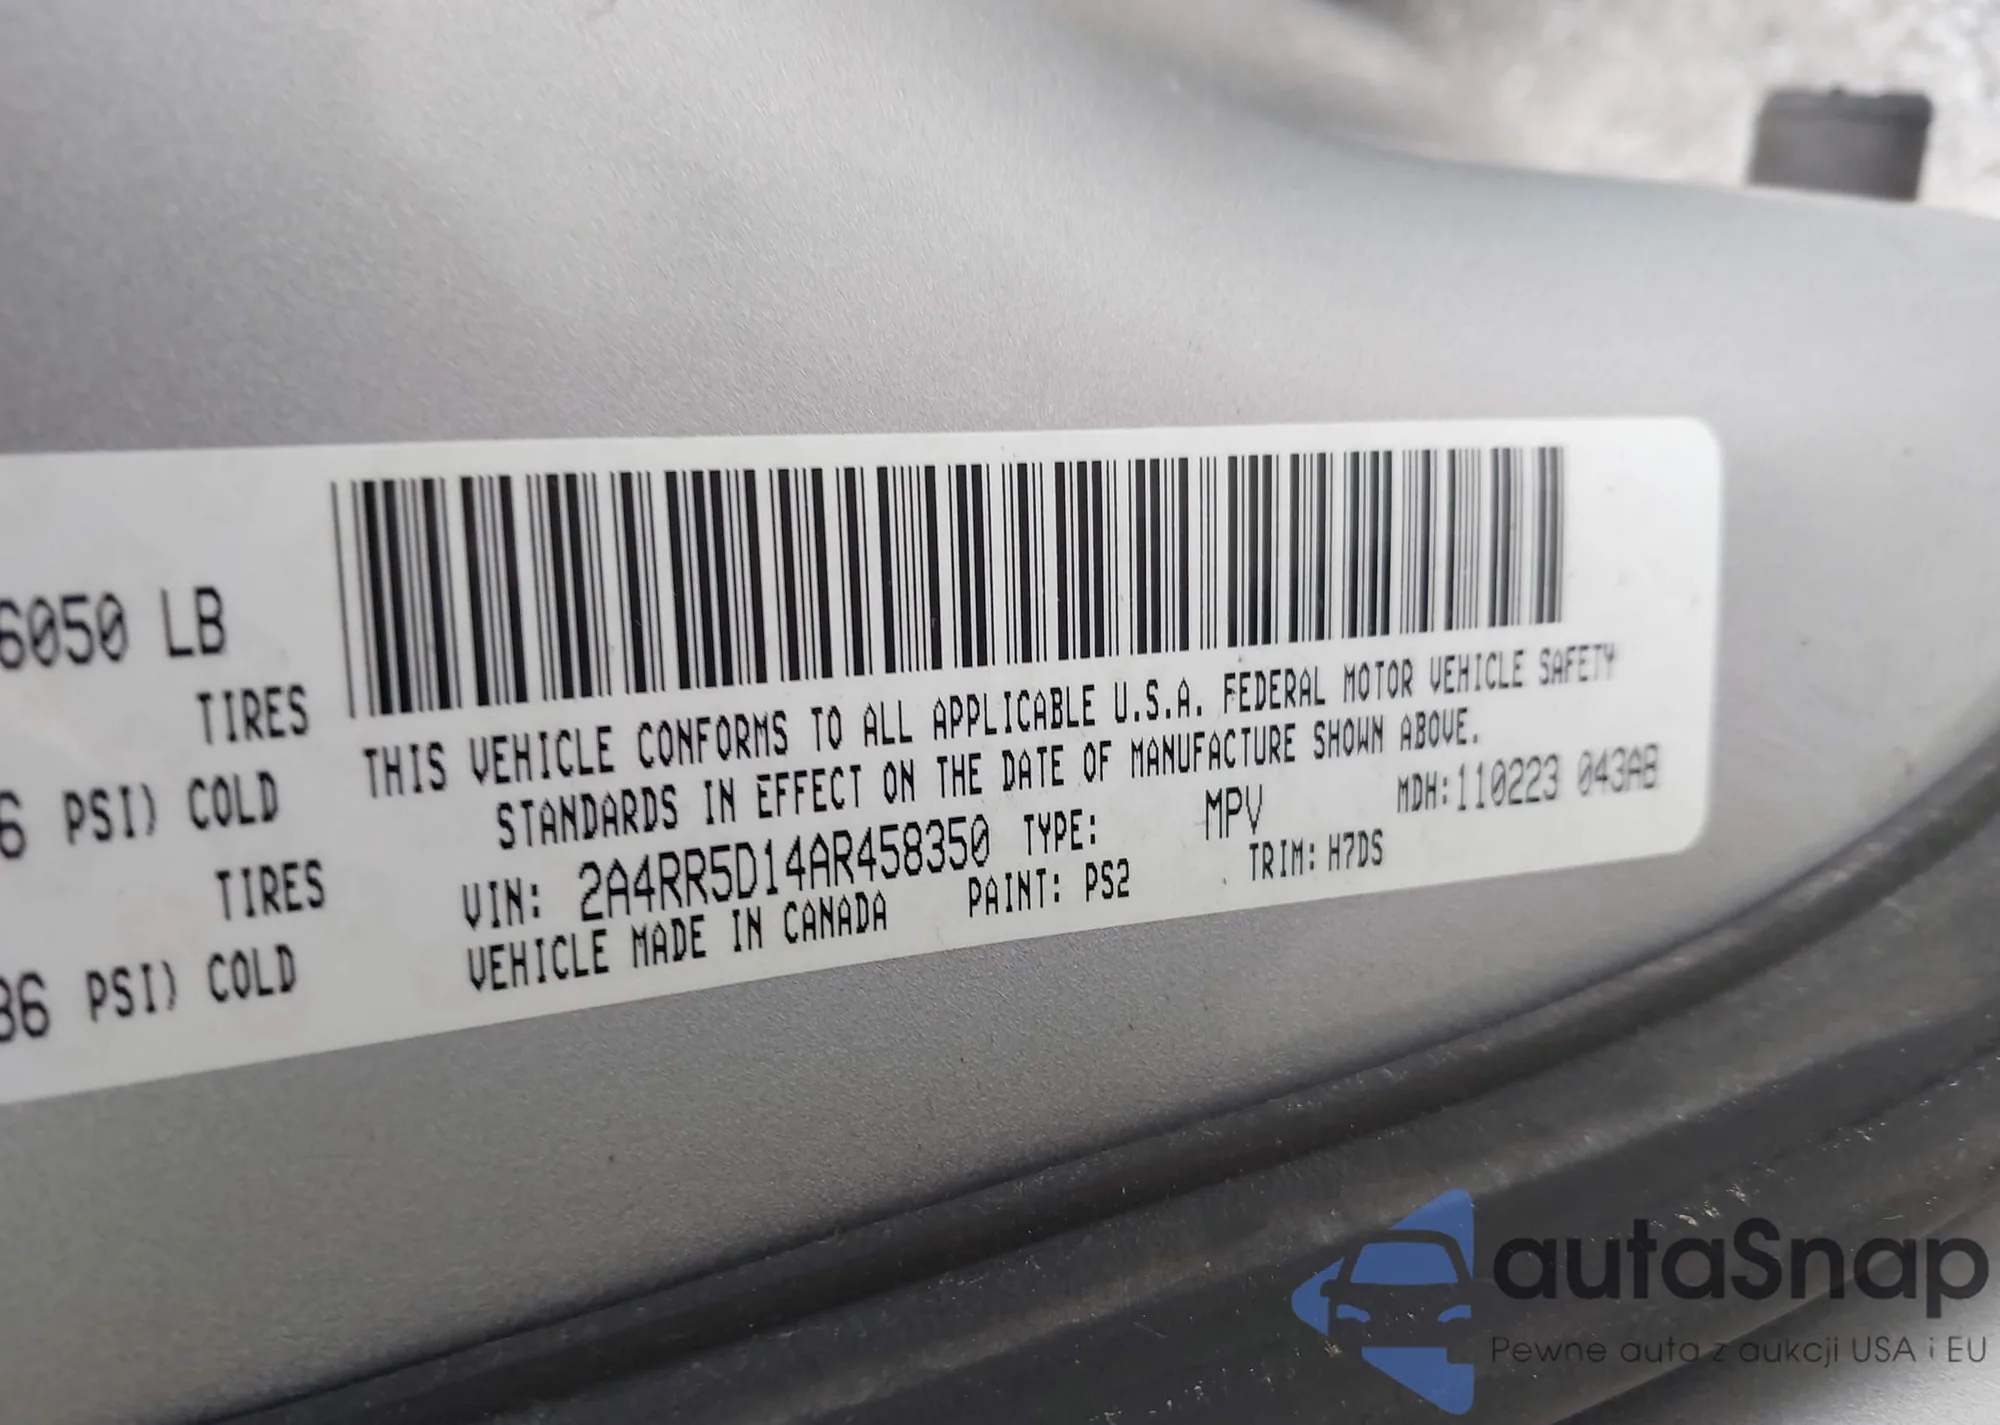 6050 LB
TIRES
6 PSI) COLD
TIRES
36 PSI) COLD
THIS VEHICLE CONFORMS TO ALL APPLICABLE U.S.A. FEDERAL MOTOR VEHICLE SAFETY
STANDARDS IN EFFECT ON THE DATE OF MANUFACTURE SHOWN ABOVE.
VIN: 2A4RR5D14AR458350 TYPE: MPV MDH:110223 043AB
VEHICLE MADE IN CANADA PAINT: PS2 TRIM: H7DS
autaSnap
Pewne auta z aukcji USA i EU